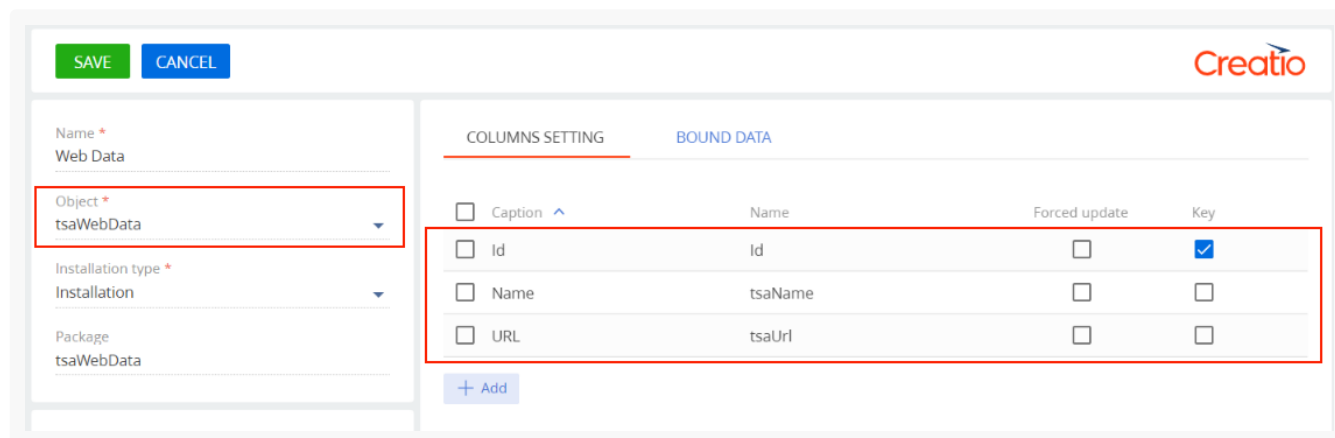 SAVE CANCEL Creatio
Name *
Web Data
Object *
tsaWebData
Installation type *
Installation
Package
tsaWebData
COLUMNS SETTING BOUND DATA
Caption Name Forced update Key
Id Id
Name tsaName
URL tsaUrl
+ Add